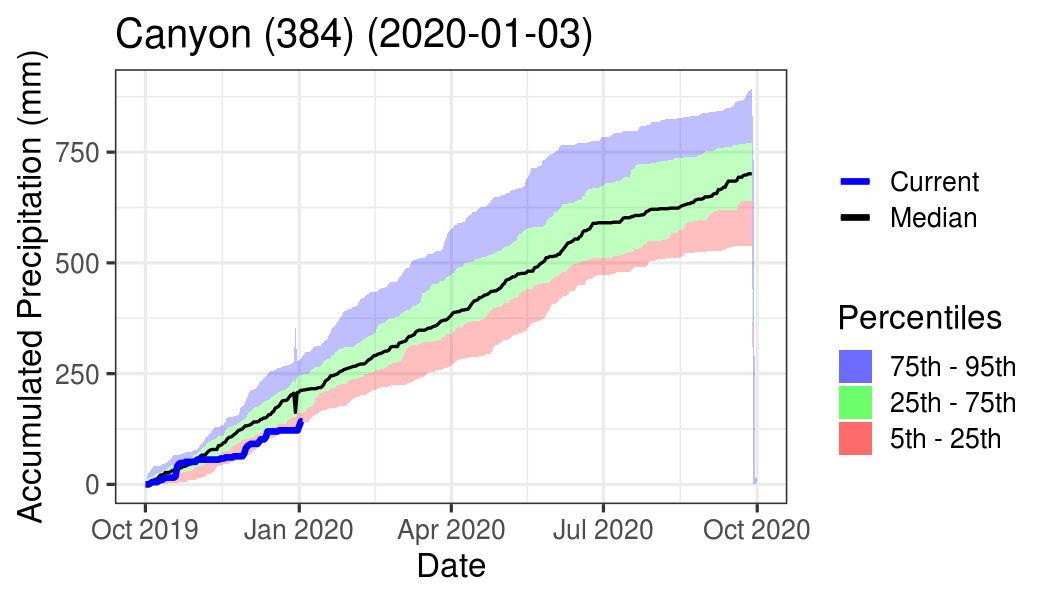 Canyon (384) (2020-01-03)
Accumulated Precipitation (mm)
750
500
250
0
Oct 2019
Jan 2020
Apr 2020
Jul 2020
Oct 2020
Date
Current
Median
Percentiles
75th - 95th
25th - 75th
5th - 25th